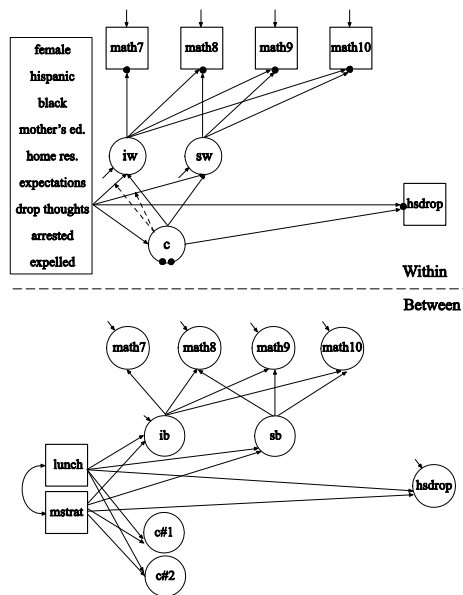 female
hispanic
black
mother's ed.
home res.
expectations
drop thoughts
arrested
expelled
math7 math8 math9 math10
iw sw
c
hsdrop
Within
Between
math7 math8 math9 math10
ib sb
lunch
mstrat
hsdrop
c#1
c#2